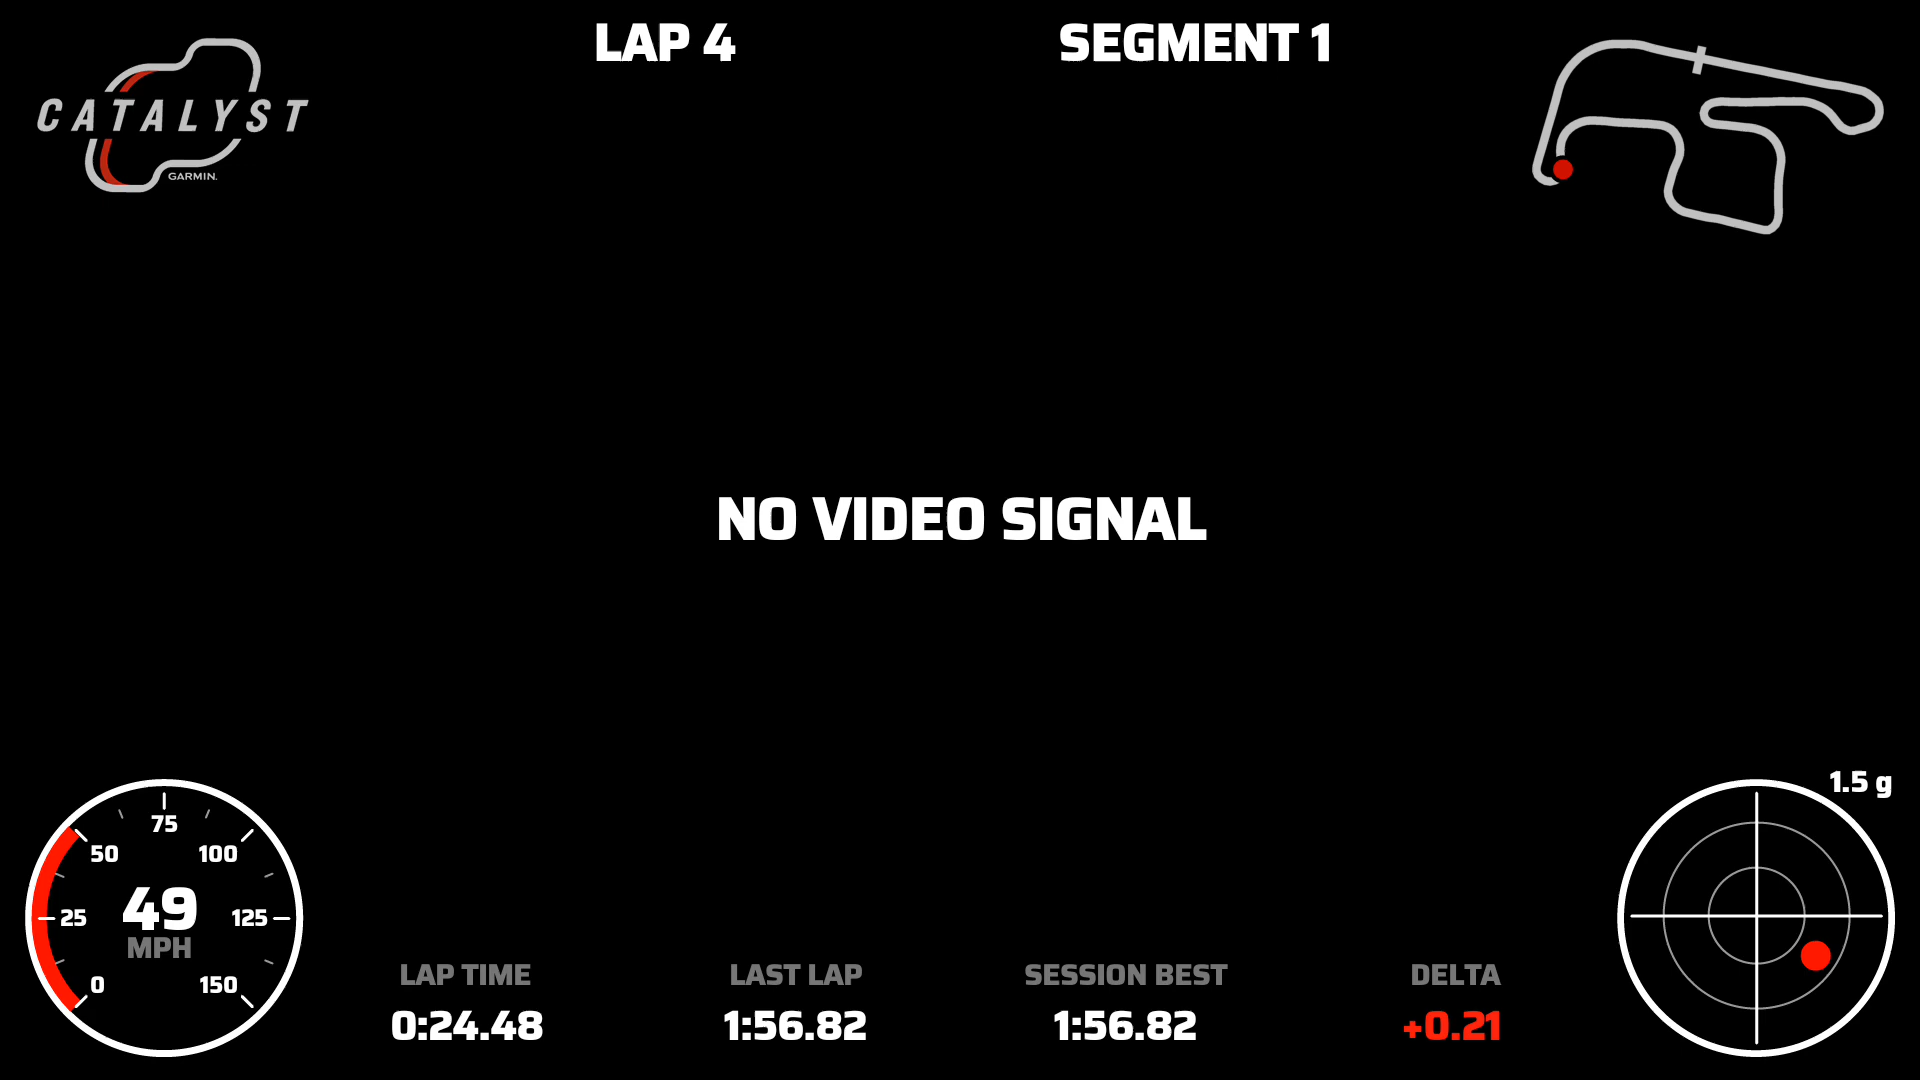 LAP 4
SEGMENT 1
CATALYST
GARMIN.
NO VIDEO SIGNAL
1.5 g
75
50
100
25
49
125
MPH
0
150
LAP TIME
LAST LAP
SESSION BEST
DELTA
0:24.48
1:56.82
1:56.82
+0.21